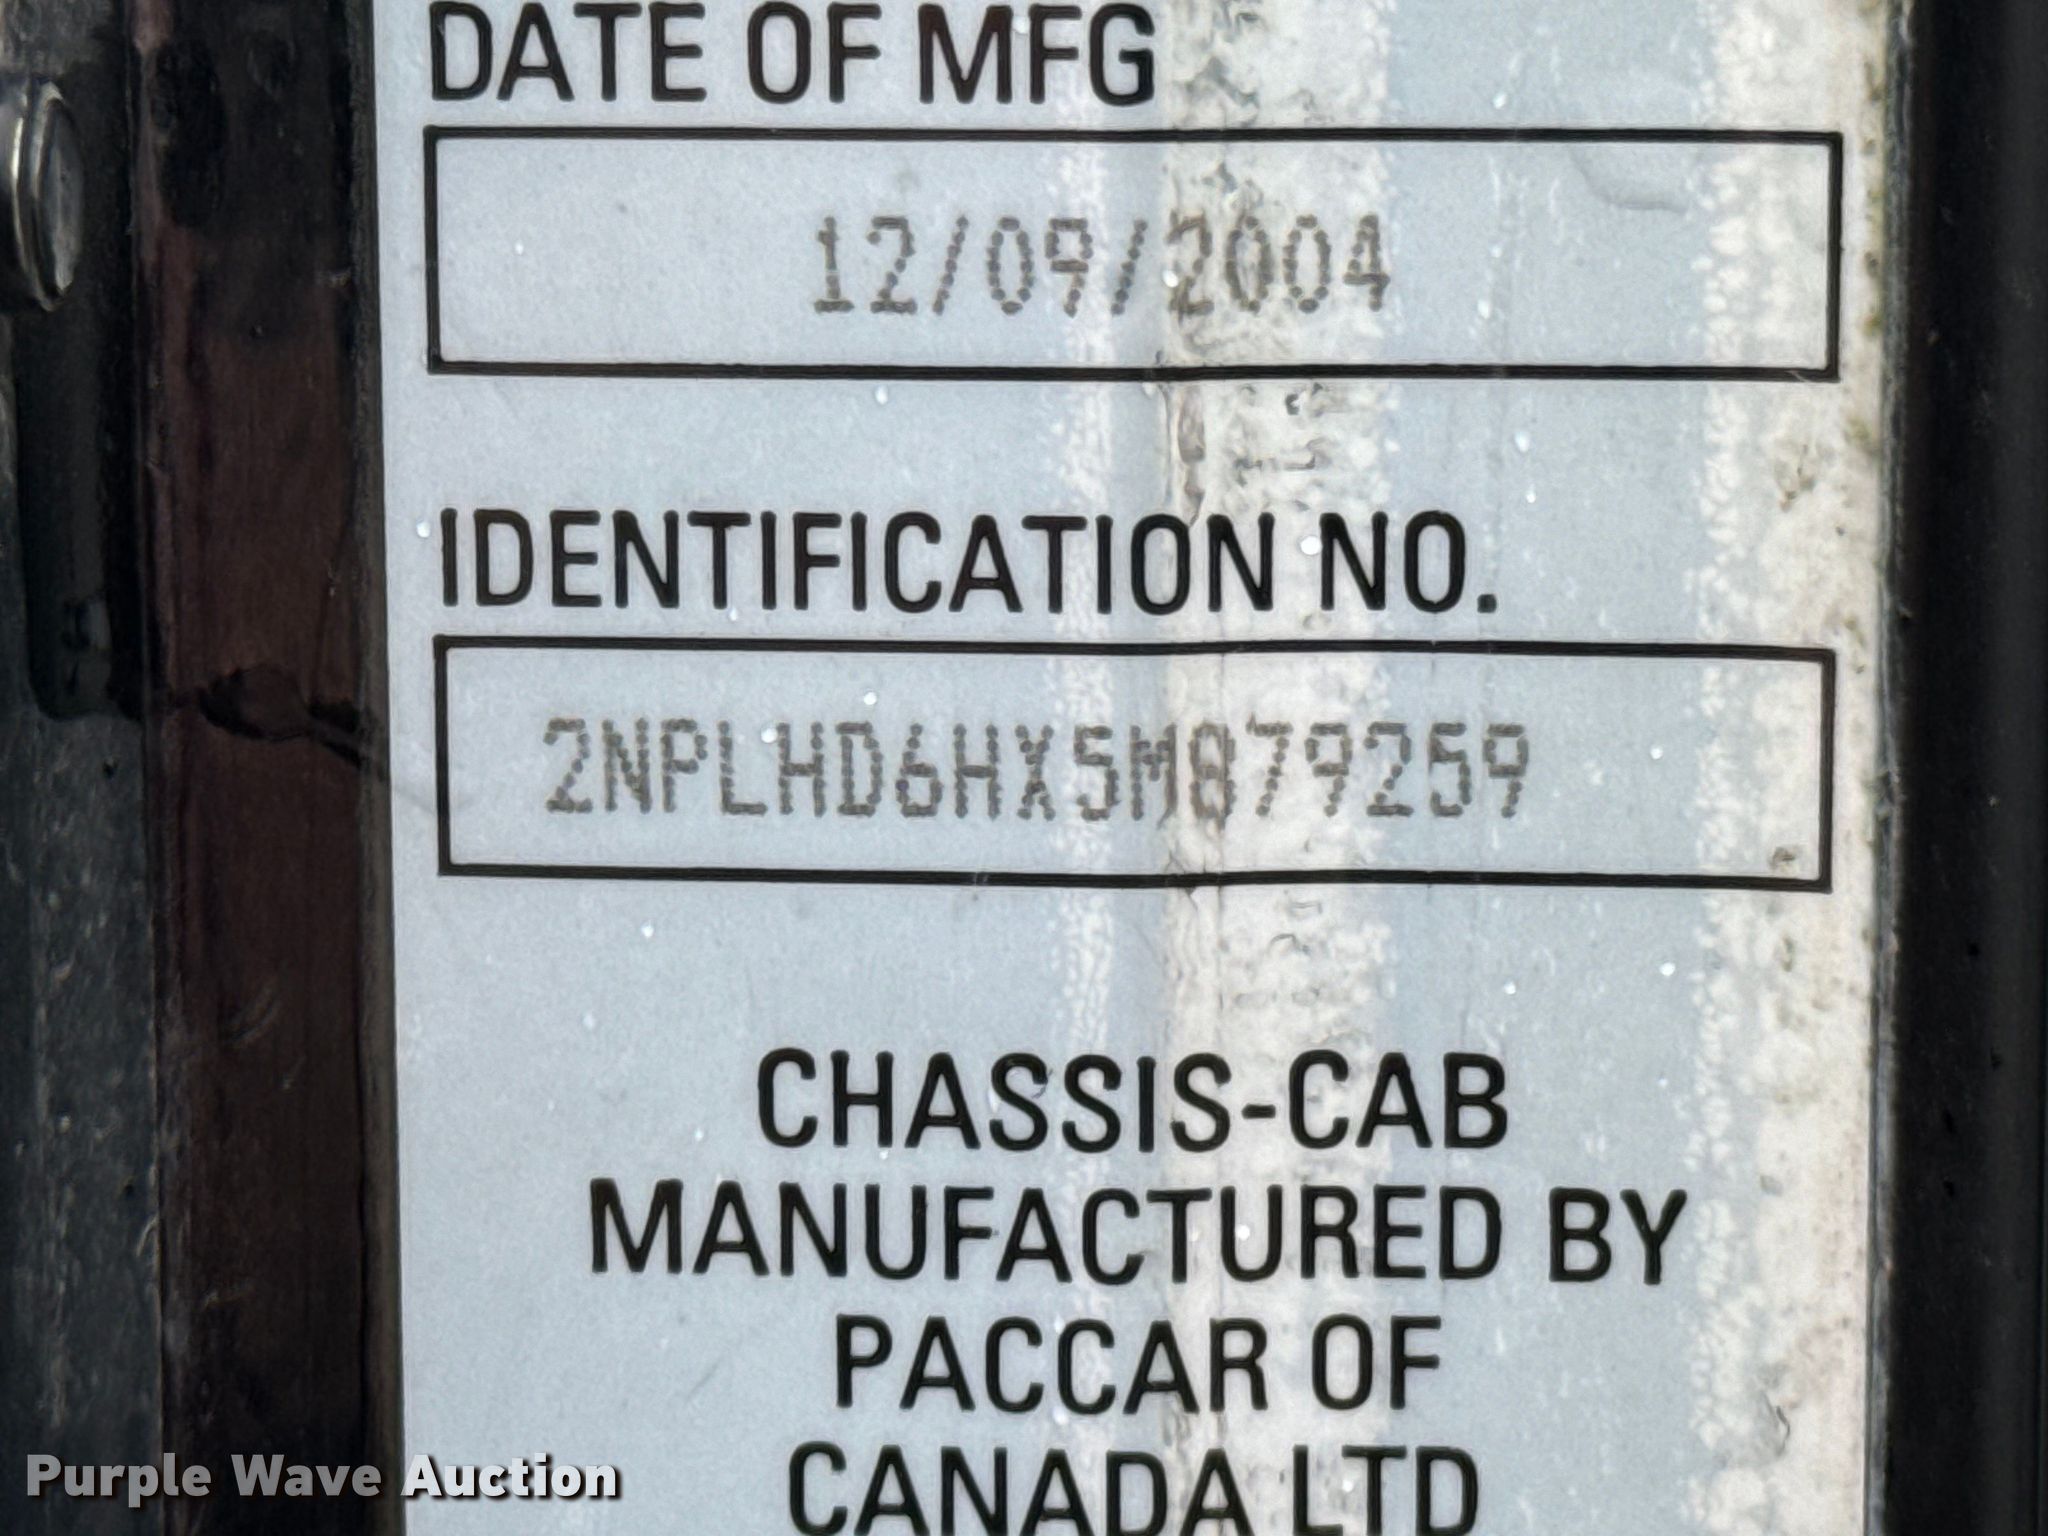 DATE OF MFG
12/09/2004
IDENTIFICATION NO.
2NPLHD6HX5M879259
CHASSIS-CAB
MANUFACTURED BY
PACCAR OF
CANADA LTD
Purple Wave Auction